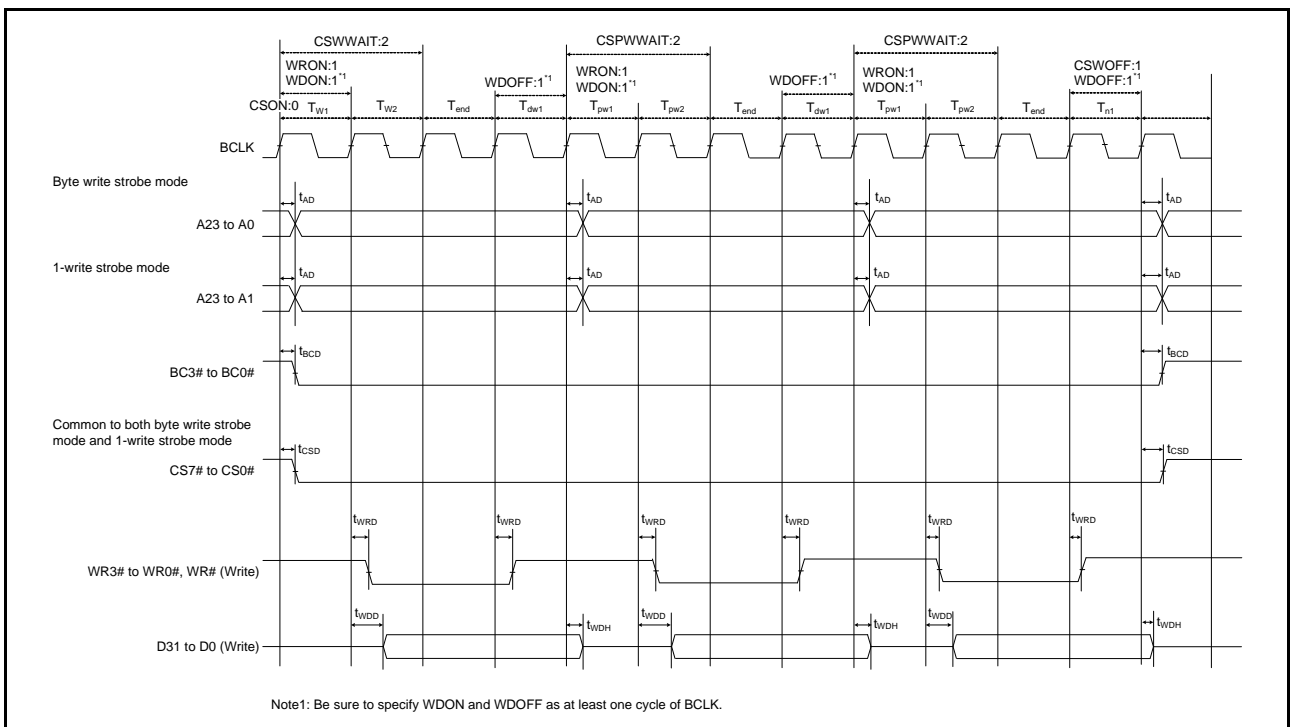 CSWWAIT:2 CSPWWAIT:2 CSPWWAIT:2
WRON:1 WRON:1 WRON:1 CSWOFF:1
WDON:1*1 WDOFF:1*1 WDON:1*1 WDOFF:1*1 WDON:1*1 WDOFF:1*1
CSON:0 TW1 TW2 Tend Tdw1 Tpw1 Tpw2 Tend Tdw1 Tpw1 Tpw2 Tend Tn1
BCLK
Byte write strobe mode
tAD tAD tAD tAD
A23 to A0
1-write strobe mode
tAD tAD tAD tAD
A23 to A1
tBCD tBCD
BC3# to BC0#
Common to both byte write strobe
mode and 1-write strobe mode
tCSD tCSD
CS7# to CS0#
tWRD tWRD tWRD tWRD tWRD tWRD
WR3# to WR0#, WR# (Write)
tWDD tWDH tWDD tWDH tWDD tWDH
D31 to D0 (Write)
Note1: Be sure to specify WDON and WDOFF as at least one cycle of BCLK.